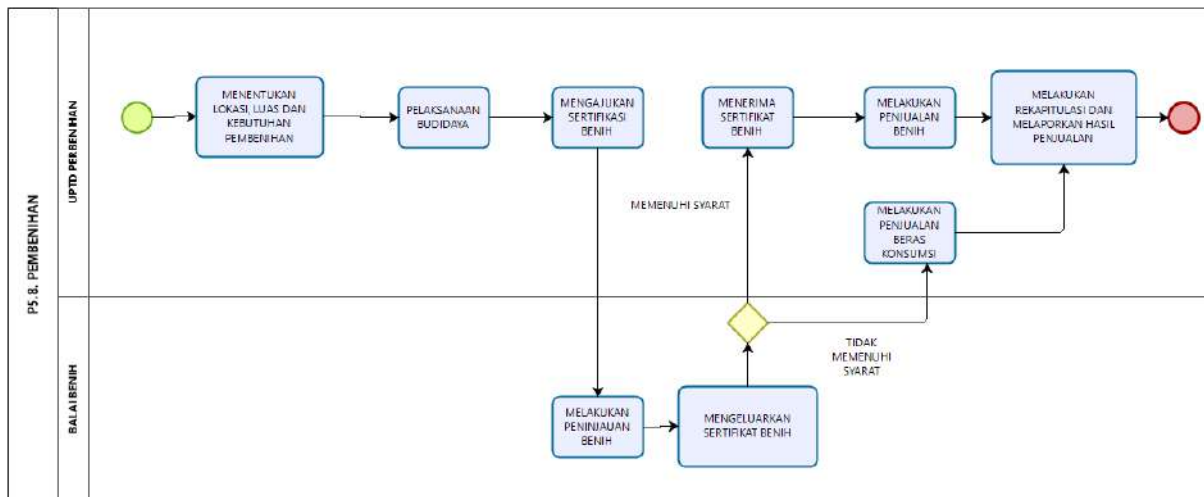 P5.8. PEMBENIHAN
UPTD PERBENIHAN
MENENTUKAN
LOKASI, LUAS DAN
KEBUTUHAN
PEMBENIHAN
PELAKSANAAN
BUDIDAYA
MENGAJUKAN
SERTIFIKASI
BENIH
MENERIMA
SERTIFIKAT
BENIH
MELAKUKAN
PENJUALAN
BENIH
MELAKUKAN
REKAPITULASI DAN
MELAPORKAN HASIL
PENJUALAN
MEMENUHI SYARAT
MELAKUKAN
PENJUALAN
BERAS
KONSUMSI
BALAI BENIH
TIDAK
MEMENUHI
SYARAT
MELAKUKAN
PENINJAUAN
BENIH
MENGELUARKAN
SERTIFIKAT BENIH